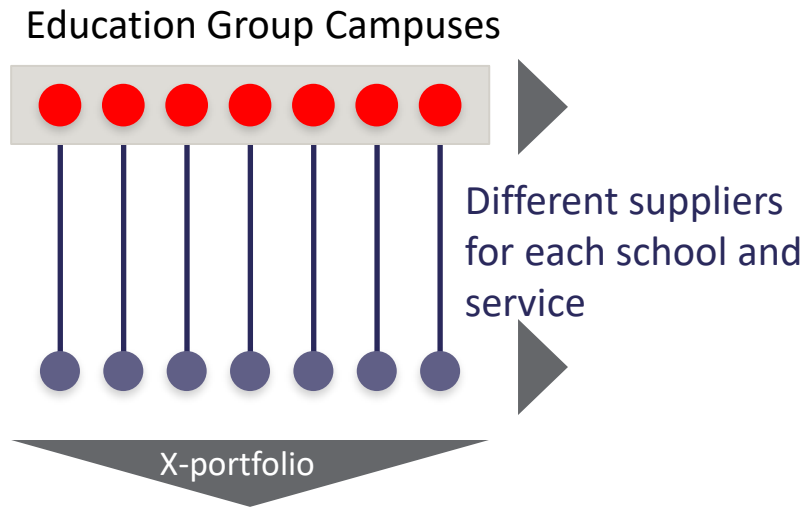 Education Group Campuses
Different suppliers
for each school and
service
X-portfolio